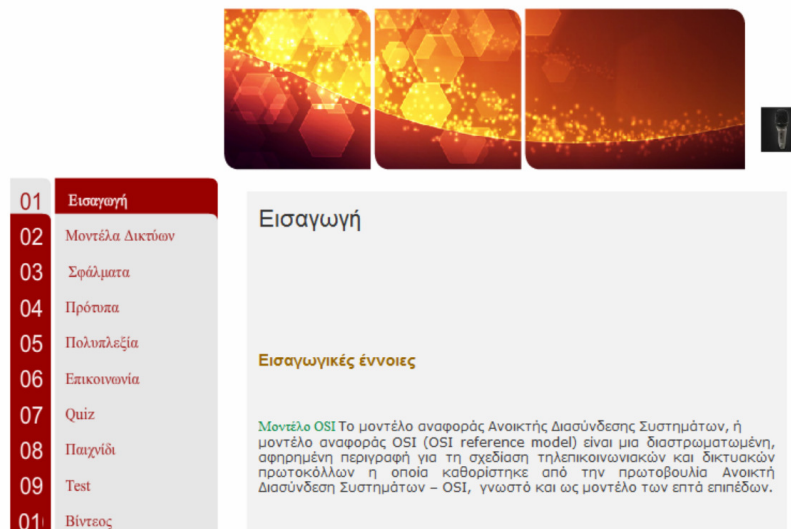 01 Εισαγωγή
02 Μοντέλα Δικτύων
03 Σφάλματα
04 Πρότυπα
05 Πολυπλεξία
06 Επικοινωνία
07 Quiz
08 Παιχνίδι
09 Test
010 Βίντεος
Εισαγωγή
Εισαγωγικές έννοιες
Μοντέλο OSI Το μοντέλο αναφοράς Ανοικτής Διασύνδεσης Συστημάτων, ή
μοντέλο αναφοράς OSI (OSI reference model) είναι μια διαστρωματωμένη,
αφηρημένη περιγραφή για τη σχεδίαση τηλεπικοινωνιακών και δικτυακών
πρωτοκόλλων η οποία καθορίστηκε από την πρωτοβουλία Ανοικτή
Διασύνδεση Συστημάτων – OSI, γνωστό και ως μοντέλο των επτά επιπέδων.